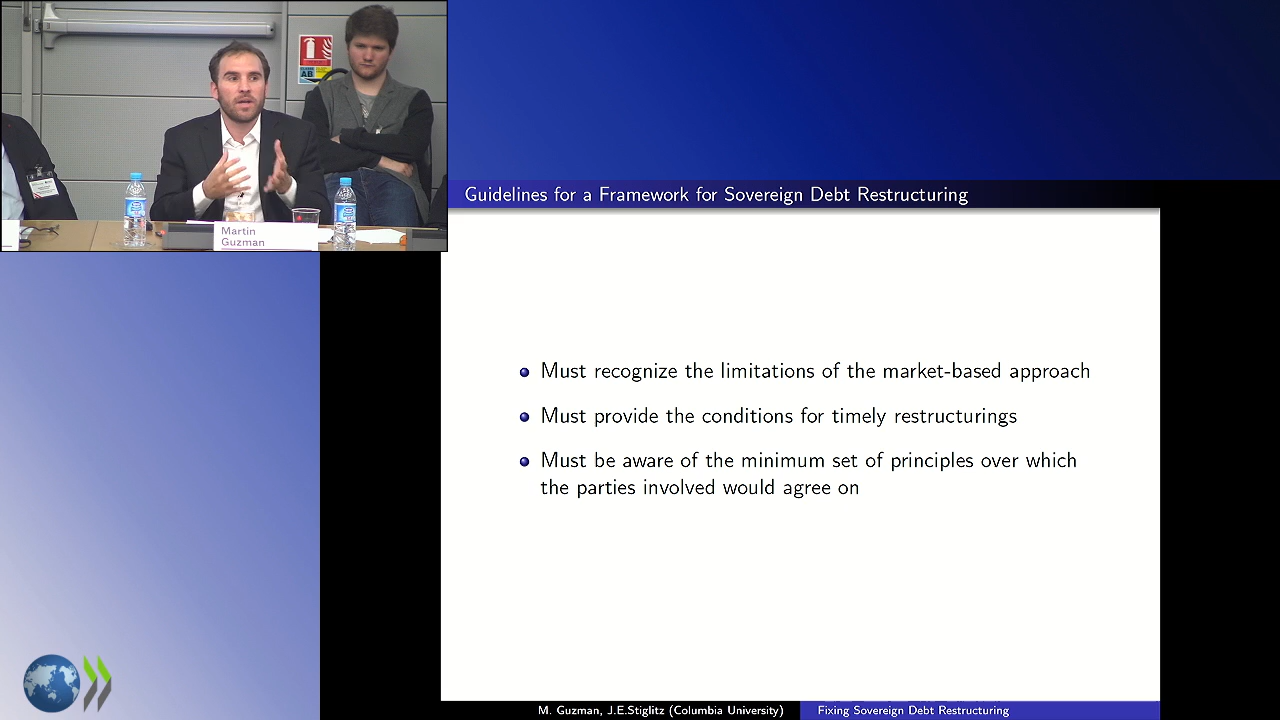 AB
Martin
Guzman
Guidelines for a Framework for Sovereign Debt Restructuring
Must recognize the limitations of the market-based approach
Must provide the conditions for timely restructurings
Must be aware of the minimum set of principles over which
the parties involved would agree on
M. Guzman, J.E.Stiglitz (Columbia University)
Fixing Sovereign Debt Restructuring